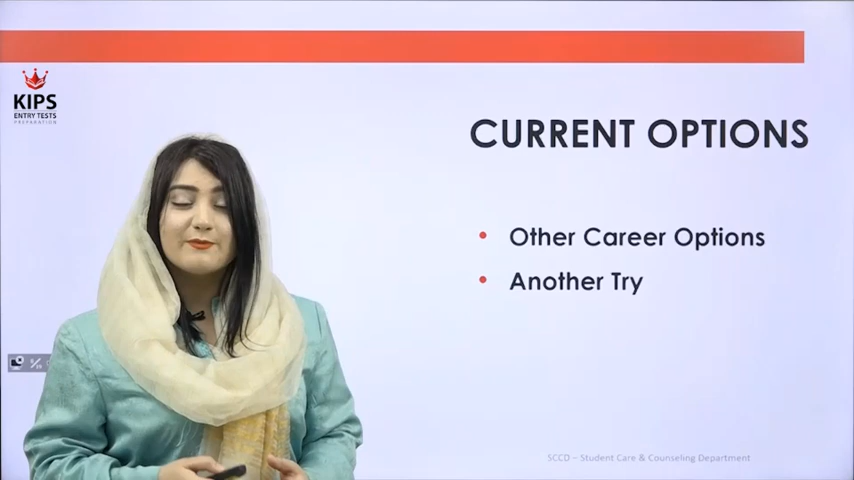 KIPS
ENTRY TESTS
PREPARATION
CURRENT OPTIONS
• Other Career Options
• Another Try
SCCD – Student Care & Counseling Department